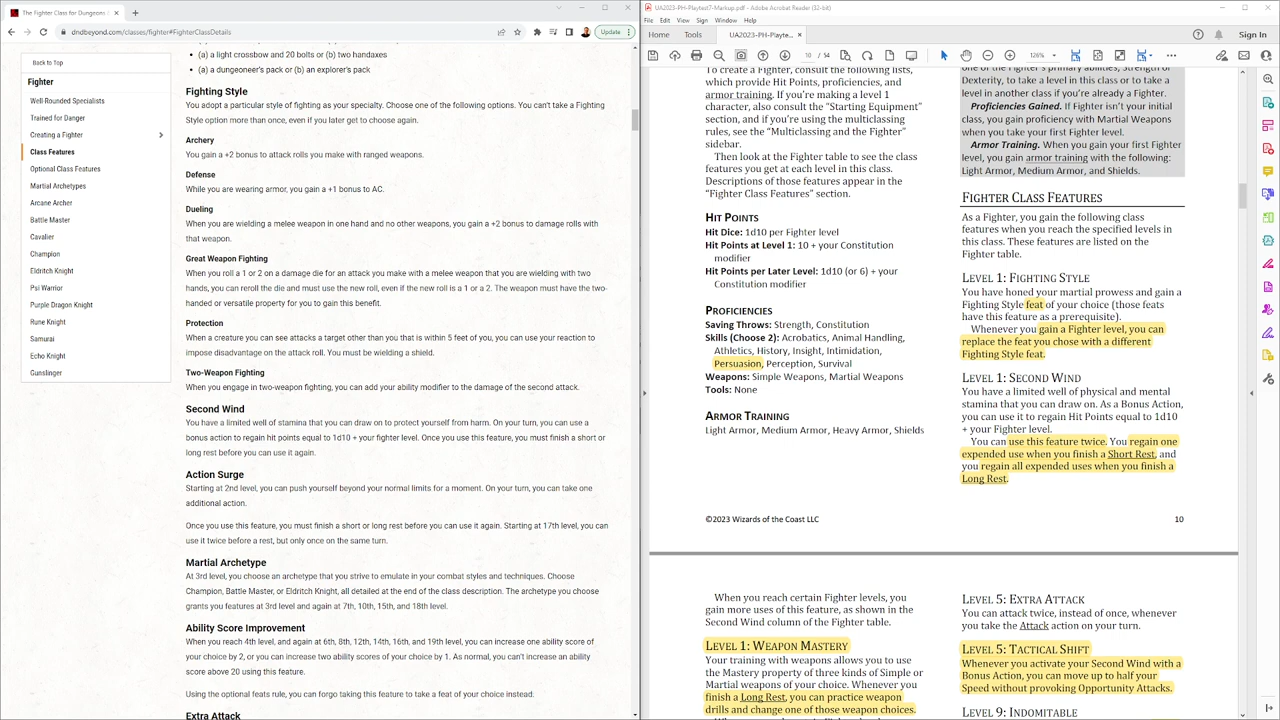 The Fighter Class for Dungeons
dndbeyond.com/classes/fighter#FighterClassDetails
Update
Back to Top
Fighter
Well-Rounded Specialists
Trained for Danger
Creating a Fighter
Class Features
Optional Class Features
Martial Archetypes
Arcane Archer
Battle Master
Cavalier
Champion
Eldritch Knight
Psi Warrior
Purple Dragon Knight
Rune Knight
Samurai
Echo Knight
Gunslinger
(a) a light crossbow and 20 bolts or (b) two handaxes
(a) a dungeoneer's pack or (b) an explorer's pack
Fighting Style
You adopt a particular style of fighting as your specialty. Choose one of the following options. You can't take a Fighting
Style option more than once, even if you later get to choose again.
Archery
You gain a +2 bonus to attack rolls you make with ranged weapons.
Defense
While you are wearing armor, you gain a +1 bonus to AC.
Dueling
When you are wielding a melee weapon in one hand and no other weapons, you gain a +2 bonus to damage rolls with
that weapon.
Great Weapon Fighting
When you roll a 1 or 2 on a damage die for an attack you make with a melee weapon that you are wielding with two
hands, you can reroll the die and must use the new roll, even if the new roll is a 1 or a 2. The weapon must have the two-
handed or versatile property for you to gain this benefit.
Protection
When a creature you can see attacks a target other than you that is within 5 feet of you, you can use your reaction to
impose disadvantage on the attack roll. You must be wielding a shield.
Two-Weapon Fighting
When you engage in two-weapon fighting, you can add your ability modifier to the damage of the second attack.
Second Wind
You have a limited well of stamina that you can draw on to protect yourself from harm. On your turn, you can use a
bonus action to regain hit points equal to 1d10 + your fighter level. Once you use this feature, you must finish a short or
long rest before you can use it again.
Action Surge
Starting at 2nd level, you can push yourself beyond your normal limits for a moment. On your turn, you can take one
additional action.
Once you use this feature, you must finish a short or long rest before you can use it again. Starting at 17th level, you can
use it twice before a rest, but only once on the same turn.
Martial Archetype
At 3rd level, you choose an archetype that you strive to emulate in your combat styles and techniques. Choose
Champion, Battle Master, or Eldritch Knight, all detailed at the end of the class description. The archetype you choose
grants you features at 3rd level and again at 7th, 10th, 15th, and 18th level.
Ability Score Improvement
When you reach 4th level, and again at 6th, 8th, 12th, 14th, 16th, and 19th level, you can increase one ability score of
your choice by 2, or you can increase two ability scores of your choice by 1. As normal, you can't increase an ability
score above 20 using this feature.
Using the optional feats rule, you can forgo taking this feature to take a feat of your choice instead.
Extra Attack
UA2023-PH-Playtest7-Markup.pdf - Adobe Acrobat Reader (32-bit)
File Edit View Sign Window Help
Home Tools UA2023-PH-Playte...
Sign In
10 / 54
126%
To create a Fighter, consult the following lists,
which provide Hit Points, proficiencies, and
armor training. If you're making a level 1
character, also consult the "Starting Equipment"
section, and if you're using the multiclassing
rules, see the "Multiclassing and the Fighter"
sidebar.
Then look at the Fighter table to see the class
features you get at each level in this class.
Descriptions of those features appear in the
"Fighter Class Features" section.
HIT POINTS
Hit Dice: 1d10 per Fighter level
Hit Points at Level 1: 10 + your Constitution
modifier
Hit Points per Later Level: 1d10 (or 6) + your
Constitution modifier
PROFICIENCIES
Saving Throws: Strength, Constitution
Skills (Choose 2): Acrobatics, Animal Handling,
Athletics, History, Insight, Intimidation,
Persuasion, Perception, Survival
Weapons: Simple Weapons, Martial Weapons
Tools: None
ARMOR TRAINING
Light Armor, Medium Armor, Heavy Armor, Shields
one of the Fighter's primary abilities, Strength or
Dexterity, to take a level in this class or to take a
level in another class if you're already a Fighter.
Proficiencies Gained. If Fighter isn't your initial
class, you gain proficiency with Martial Weapons
when you take your first Fighter level.
Armor Training. When you gain your first Fighter
level, you gain armor training with the following:
Light Armor, Medium Armor, and Shields.
FIGHTER CLASS FEATURES
As a Fighter, you gain the following class
features when you reach the specified levels in
this class. These features are listed on the
Fighter table.
LEVEL 1: FIGHTING STYLE
You have honed your martial prowess and gain a
Fighting Style feat of your choice (those feats
have this feature as a prerequisite).
Whenever you gain a Fighter level, you can
replace the feat you chose with a different
Fighting Style feat.
LEVEL 1: SECOND WIND
You have a limited well of physical and mental
stamina that you can draw on. As a Bonus Action,
you can use it to regain Hit Points equal to 1d10
+ your Fighter level.
You can use this feature twice. You regain one
expended use when you finish a Short Rest, and
you regain all expended uses when you finish a
Long Rest.
©2023 Wizards of the Coast LLC
10
When you reach certain Fighter levels, you
gain more uses of this feature, as shown in the
Second Wind column of the Fighter table.
LEVEL 1: WEAPON MASTERY
Your training with weapons allows you to use
the Mastery property of three kinds of Simple or
Martial weapons of your choice. Whenever you
finish a Long Rest, you can practice weapon
drills and change one of those weapon choices.
LEVEL 5: EXTRA ATTACK
You can attack twice, instead of once, whenever
you take the Attack action on your turn.
LEVEL 5: TACTICAL SHIFT
Whenever you activate your Second Wind with a
Bonus Action, you can move up to half your
Speed without provoking Opportunity Attacks.
LEVEL 9: INDOMITABLE